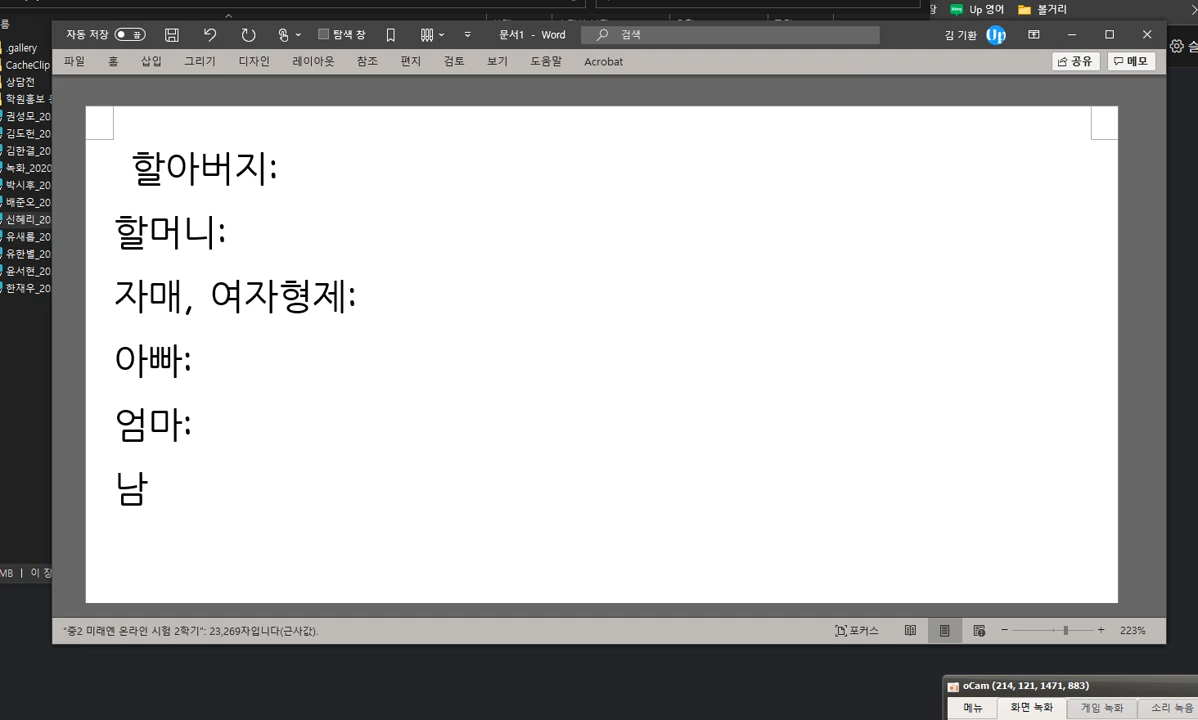 Up 영어 볼거리
.gallery
CacheClip
상담전
학원홍보
권성모_20
김도헌_20
김한결_20
녹화_2020
박시후_20
배준오_20
신혜리_20
유새롬_20
유한별_20
윤서현_20
한재우_20
MB | 이 장
자동 저장 끔 탐색 창 문서1 - Word 검색 김 기환 Up
파일 홈 삽입 그리기 디자인 레이아웃 참조 편지 검토 보기 도움말 Acrobat 공유 메모
할아버지:
할머니:
자매, 여자형제:
아빠:
엄마:
남
"중2 미래엔 온라인 시험 2학기": 23,269자입니다(근사값). 포커스 223%
oCam (214, 121, 1471, 883)
메뉴 화면 녹화 게임 녹화 소리 녹음